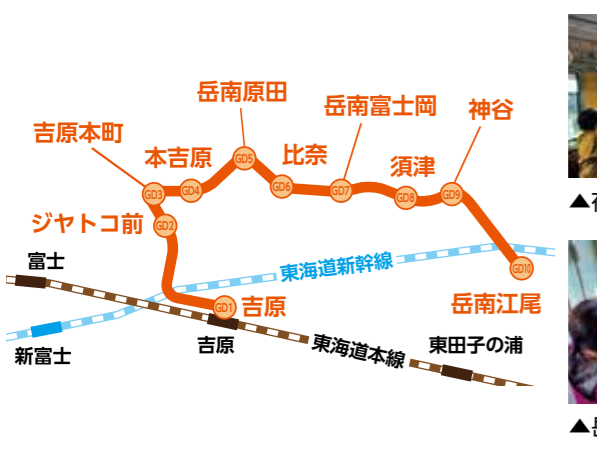 岳南原田
岳南富士岡
神谷
吉原本町
本吉原
比奈
須津
GD5
GD3
GD4
GD6
GD7
GD8
GD9
ジヤトコ前
GD2
富士
東海道新幹線
GD10
GD1
吉原
岳南江尾
新富士
吉原
東海道本線
東田子の浦
▲
▲